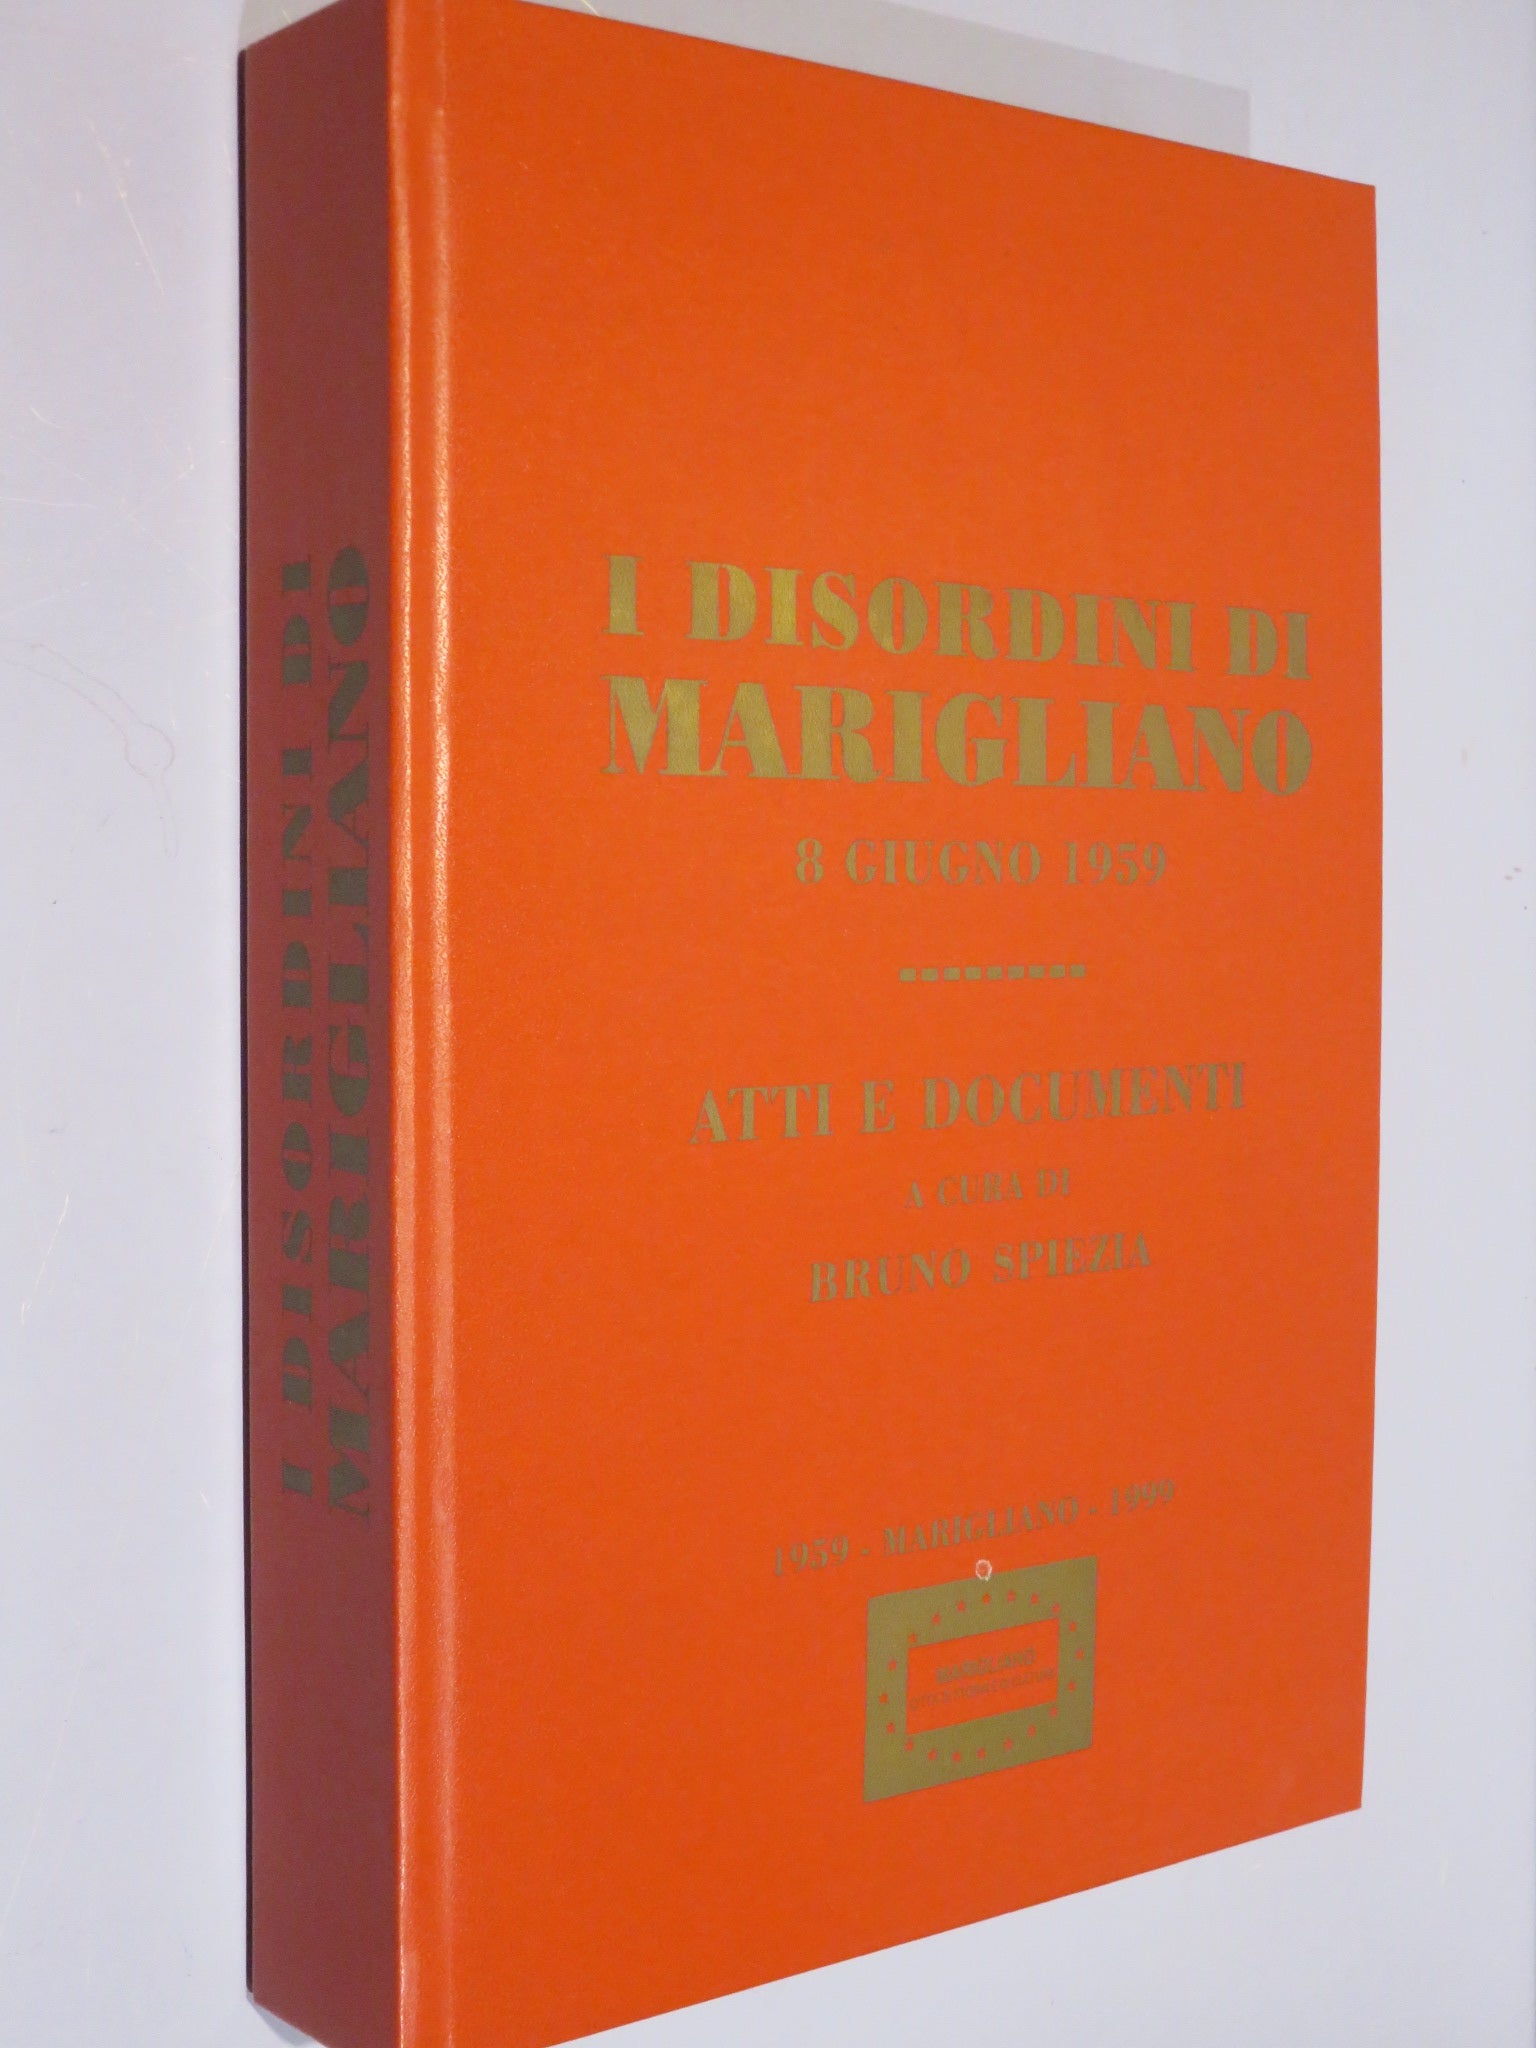 I DISORDINI DI
MARIGLIANO
I DISORDINI DI
MARIGLIANO
8 GIUGNO 1959
ATTI E DOCUMENTI
A CURA DI
BRUNO SPIEZIA
1959 - MARIGLIANO - 1999
MARIGLIANO